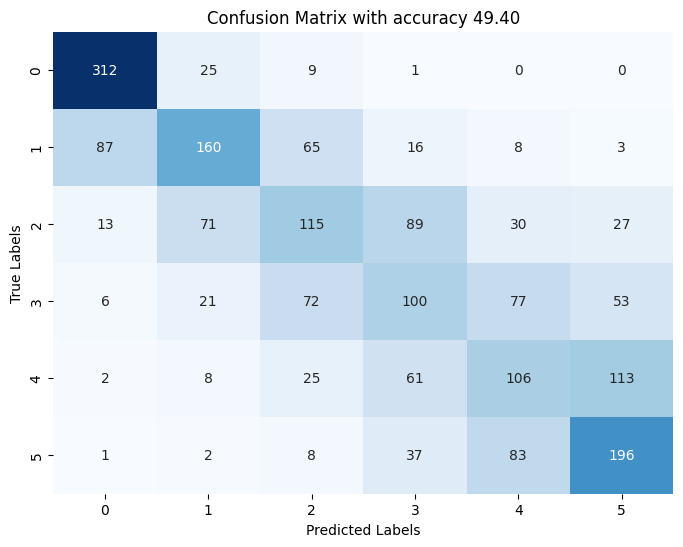 Confusion Matrix with accuracy 49.40
0 312 25 9 1 0 0
1 87 160 65 16 8 3
2 13 71 115 89 30 27
3 6 21 72 100 77 53
4 2 8 25 61 106 113
5 1 2 8 37 83 196
True Labels
0 1 2 3 4 5
Predicted Labels